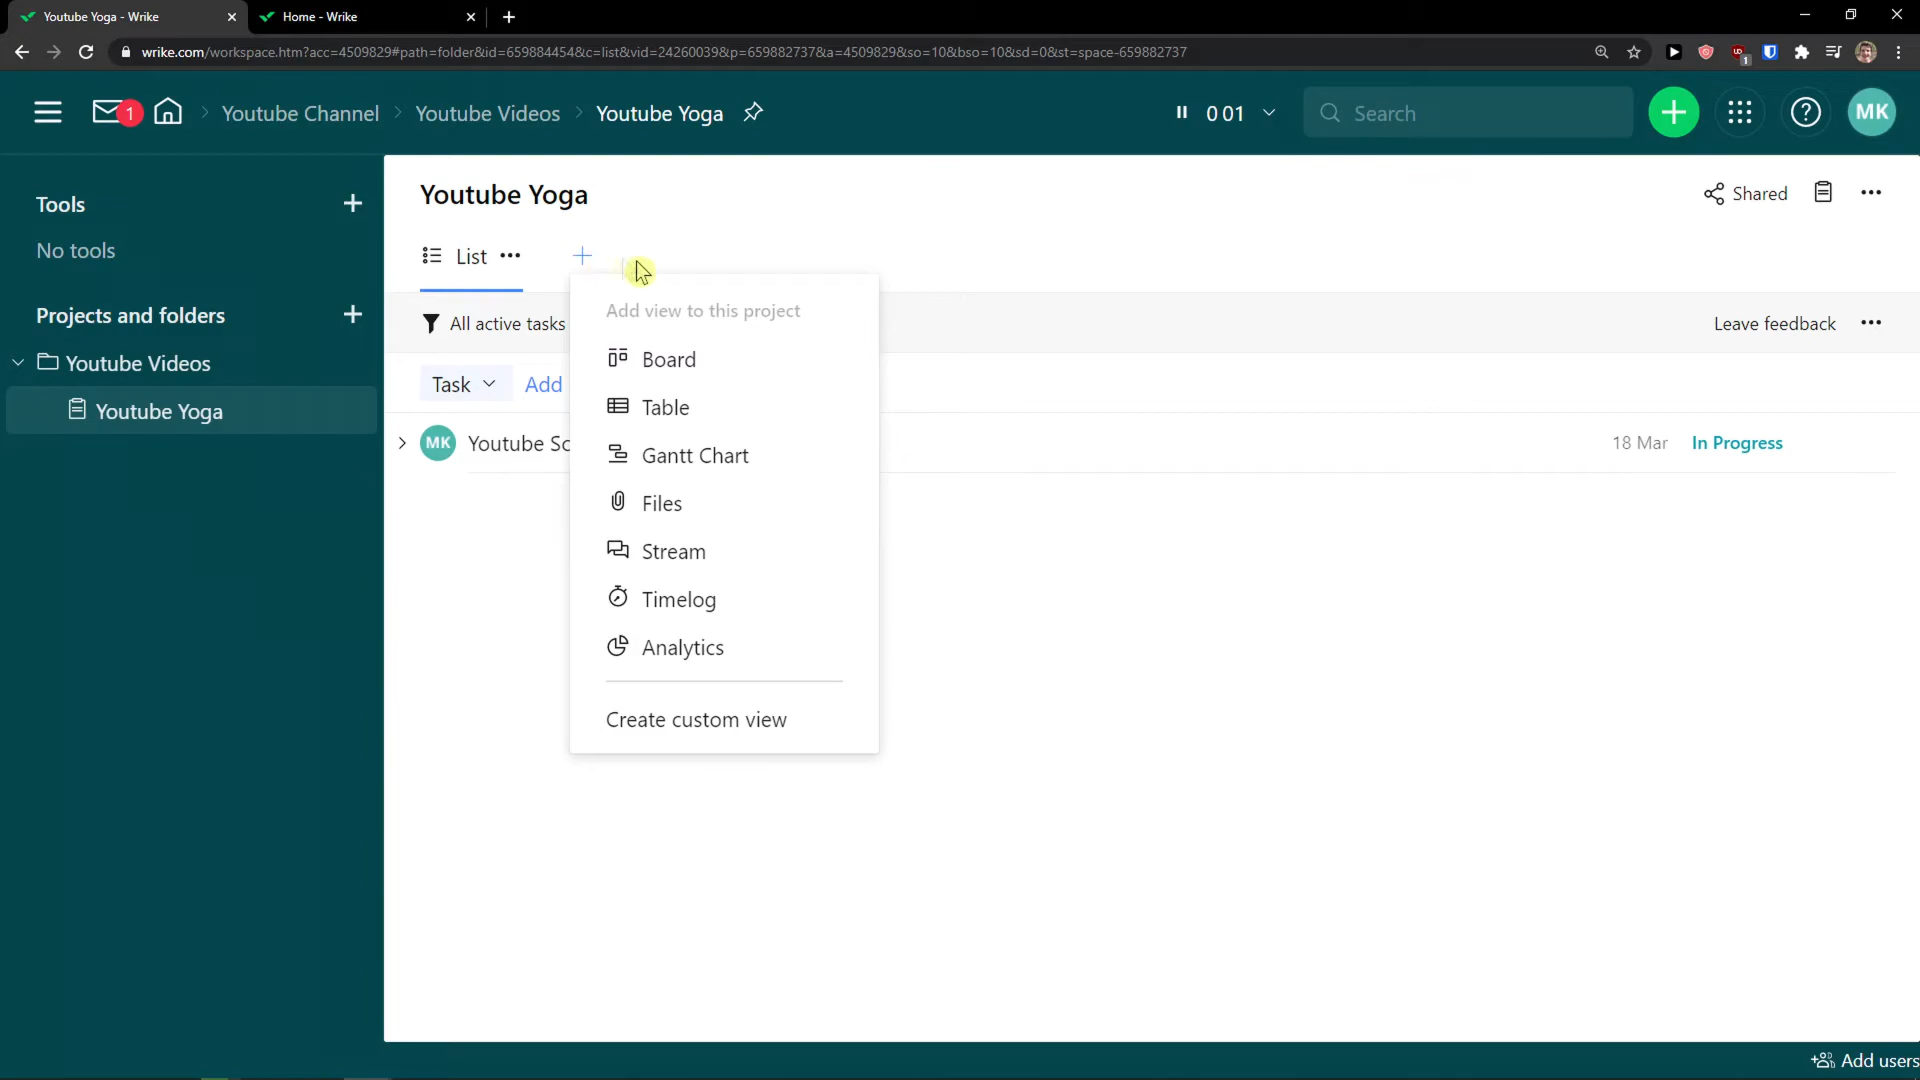 Youtube Yoga - Wrike
Home - Wrike
wrike.com/workspace.htm?acc=4509829#path=folder&id=659884454&c=list&vid=24260039&p=659882737&a=4509829&so=10&bso=10&sd=0&st=space-659882737
1
1
Youtube Channel
Youtube Videos
Youtube Yoga
0 01
Search
MK
Tools
No tools
Projects and folders
Youtube Videos
Youtube Yoga
Youtube Yoga
Shared
List
All active tasks
Leave feedback
Task
Add
MK
Youtube Sc
18 Mar
In Progress
Add view to this project
Board
Table
Gantt Chart
Files
Stream
Timelog
Analytics
Create custom view
Add users